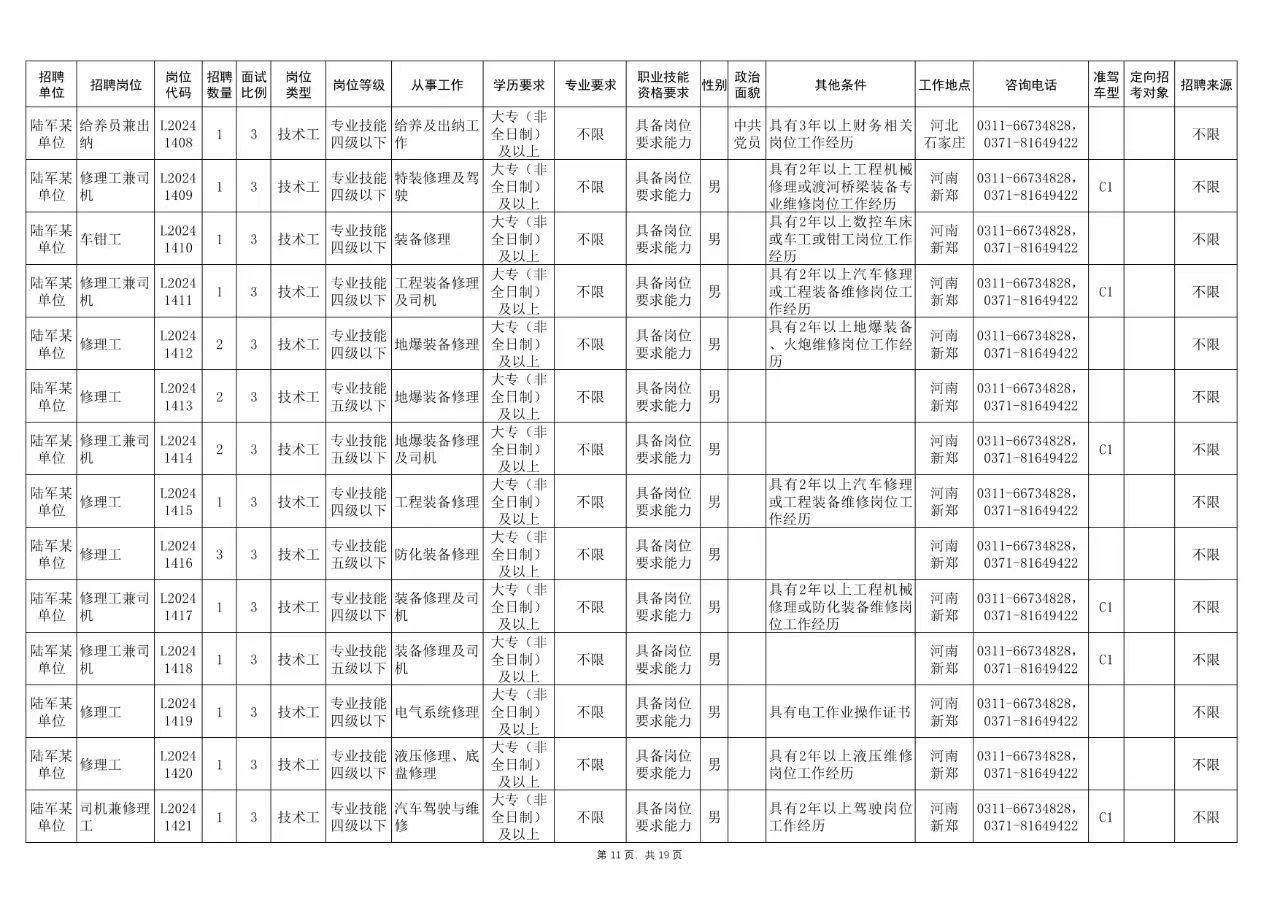 招聘单位 招聘岗位 岗位代码 招聘数量 面试比例 岗位类型 岗位等级 从事工作 学历要求 专业要求 职业技能资格要求 性别 政治面貌 其他条件 工作地点 咨询电话 准驾车型 定向招考对象 招聘来源
陆军某单位 给养员兼出纳 L20241408 1 3 技术工 专业技能四级以下 给养及出纳工作 大专（非全日制）及以上 不限 具备岗位要求能力 中共党员 具有3年以上财务相关岗位工作经历 河北石家庄 0311-66734828，0371-81649422 不限
陆军某单位 修理工兼司机 L20241409 1 3 技术工 专业技能四级以下 特装修理及驾驶 大专（非全日制）及以上 不限 具备岗位要求能力 男 具有2年以上工程机械修理或渡河桥梁装备专业维修岗位工作经历 河南新郑 0311-66734828，0371-81649422 C1 不限
陆军某单位 车钳工 L20241410 1 3 技术工 专业技能四级以下 装备修理 大专（非全日制）及以上 不限 具备岗位要求能力 男 具有2年以上数控车床或车工或钳工岗位工作经历 河南新郑 0311-66734828，0371-81649422 不限
陆军某单位 修理工兼司机 L20241411 1 3 技术工 专业技能四级以下 工程装备修理及司机 大专（非全日制）及以上 不限 具备岗位要求能力 男 具有2年以上汽车修理或工程装备维修岗位工作经历 河南新郑 0311-66734828，0371-81649422 C1 不限
陆军某单位 修理工 L20241412 2 3 技术工 专业技能四级以下 地爆装备修理 大专（非全日制）及以上 不限 具备岗位要求能力 男 具有2年以上地爆装备、火炮维修岗位工作经历 河南新郑 0311-66734828，0371-81649422 不限
陆军某单位 修理工 L20241413 2 3 技术工 专业技能五级以下 地爆装备修理 大专（非全日制）及以上 不限 具备岗位要求能力 男 河南新郑 0311-66734828，0371-81649422 不限
陆军某单位 修理工兼司机 L20241414 2 3 技术工 专业技能五级以下 地爆装备修理及司机 大专（非全日制）及以上 不限 具备岗位要求能力 男 河南新郑 0311-66734828，0371-81649422 C1 不限
陆军某单位 修理工 L20241415 1 3 技术工 专业技能四级以下 工程装备修理 大专（非全日制）及以上 不限 具备岗位要求能力 男 具有2年以上汽车修理或工程装备维修岗位工作经历 河南新郑 0311-66734828，0371-81649422 不限
陆军某单位 修理工 L20241416 3 3 技术工 专业技能五级以下 防化装备修理 大专（非全日制）及以上 不限 具备岗位要求能力 男 河南新郑 0311-66734828，0371-81649422 不限
陆军某单位 修理工兼司机 L20241417 1 3 技术工 专业技能四级以下 装备修理及司机 大专（非全日制）及以上 不限 具备岗位要求能力 男 具有2年以上工程机械修理或防化装备维修岗位工作经历 河南新郑 0311-66734828，0371-81649422 C1 不限
陆军某单位 修理工兼司机 L20241418 1 3 技术工 专业技能五级以下 装备修理及司机 大专（非全日制）及以上 不限 具备岗位要求能力 男 河南新郑 0311-66734828，0371-81649422 C1 不限
陆军某单位 修理工 L20241419 1 3 技术工 专业技能四级以下 电气系统修理 大专（非全日制）及以上 不限 具备岗位要求能力 男 具有电工作业操作证书 河南新郑 0311-66734828，0371-81649422 不限
陆军某单位 修理工 L20241420 1 3 技术工 专业技能四级以下 液压修理、底盘修理 大专（非全日制）及以上 不限 具备岗位要求能力 男 具有2年以上液压维修岗位工作经历 河南新郑 0311-66734828，0371-81649422 不限
陆军某单位 司机兼修理工 L20241421 1 3 技术工 专业技能四级以下 汽车驾驶与维修 大专（非全日制）及以上 不限 具备岗位要求能力 男 具有2年以上驾驶岗位工作经历 河南新郑 0311-66734828，0371-81649422 C1 不限
第 11 页，共 19 页